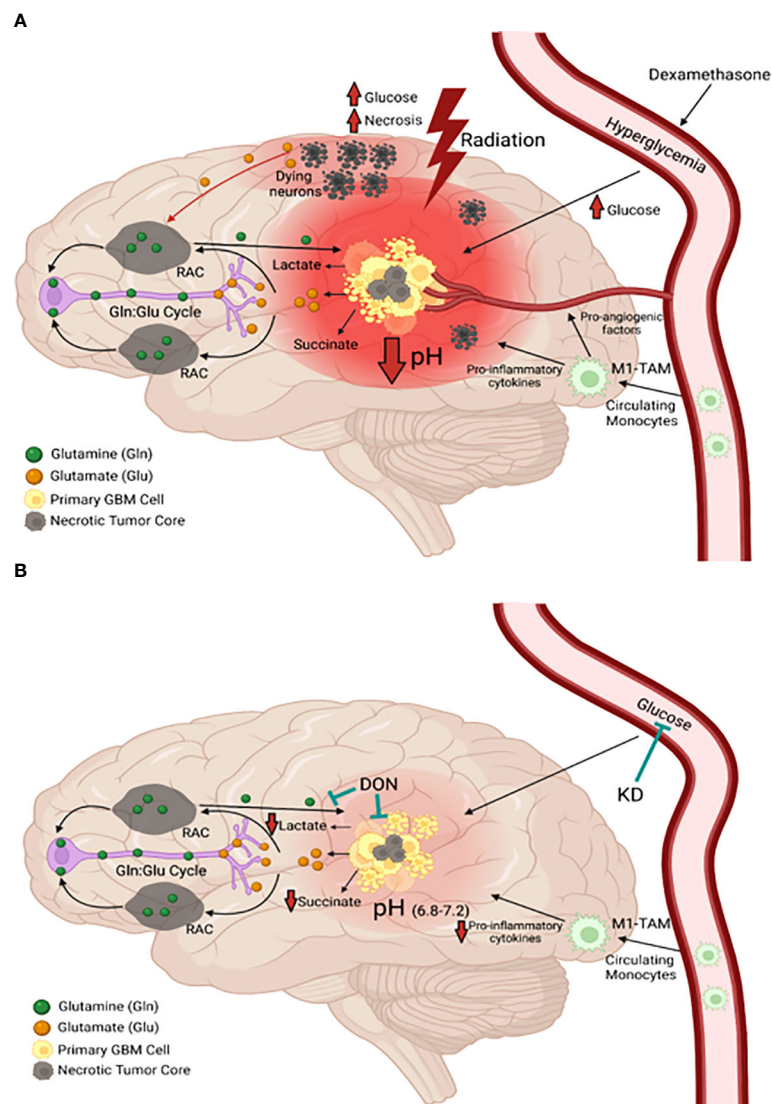 A
Dexamethasone
Hyperglycemia
Glucose
Necrosis
Radiation
Dying
neurons
Glucose
RAC
Lactate
Gln:Glu Cycle
Pro-angiogenic
factors
Succinate
pH
RAC
Pro-inflammatory
cytokines
M1-TAM
Circulating
Monocytes
Glutamine (Gln)
Glutamate (Glu)
Primary GBM Cell
Necrotic Tumor Core
B
Glucose
DON
KD
RAC
Lactate
Gln:Glu Cycle
Succinate
pH (6.8-7.2)
RAC
Pro-inflammatory
cytokines
M1-TAM
Circulating
Monocytes
Glutamine (Gln)
Glutamate (Glu)
Primary GBM Cell
Necrotic Tumor Core